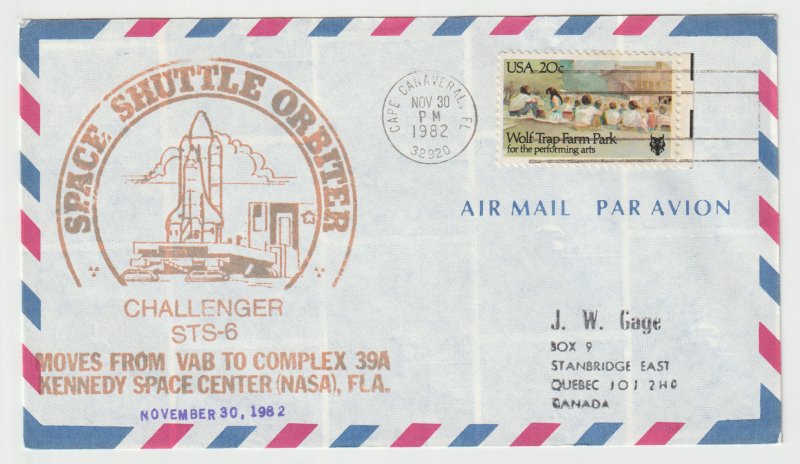 SPACE SHUTTLE ORBITER
CHALLENGER
STS-6
MOVES FROM VAB TO COMPLEX 39A
KENNEDY SPACE CENTER (NASA), FLA.
NOVEMBER 30, 1982
CAPE CANAVERAL, FL
NOV 30
PM
1982
32920
USA 20c
Wolf Trap Farm Park
for the performing arts
AIR MAIL PAR AVION
J. W. Gage
BOX 9
STANBRIDGE EAST
QUEBEC JOJ 2HO
CANADA